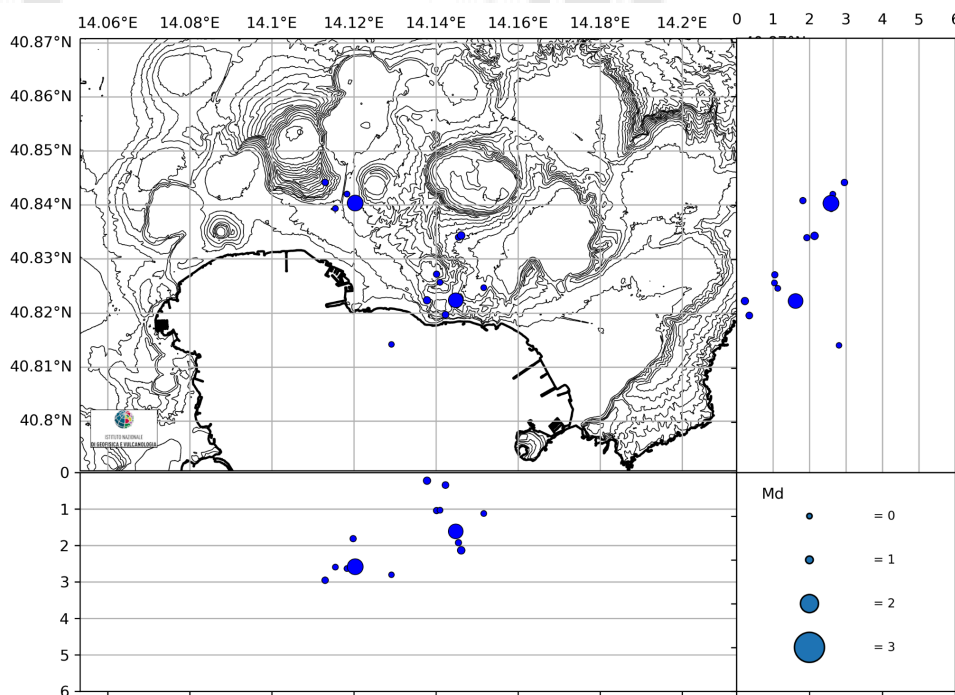 14.06°E 14.08°E 14.10°E 14.12°E 14.14°E 14.16°E 14.18°E 14.2°E 0 1 2 3 4 5 6
40.87°N
40.86°N
40.85°N
40.84°N
40.83°N
40.82°N
40.81°N
40.8°N
ISTITUTO NAZIONALE
DI GEOFISICA E VULCANOLOGIA
0
1
2
3
4
5
6
Md
= 0
= 1
= 2
= 3